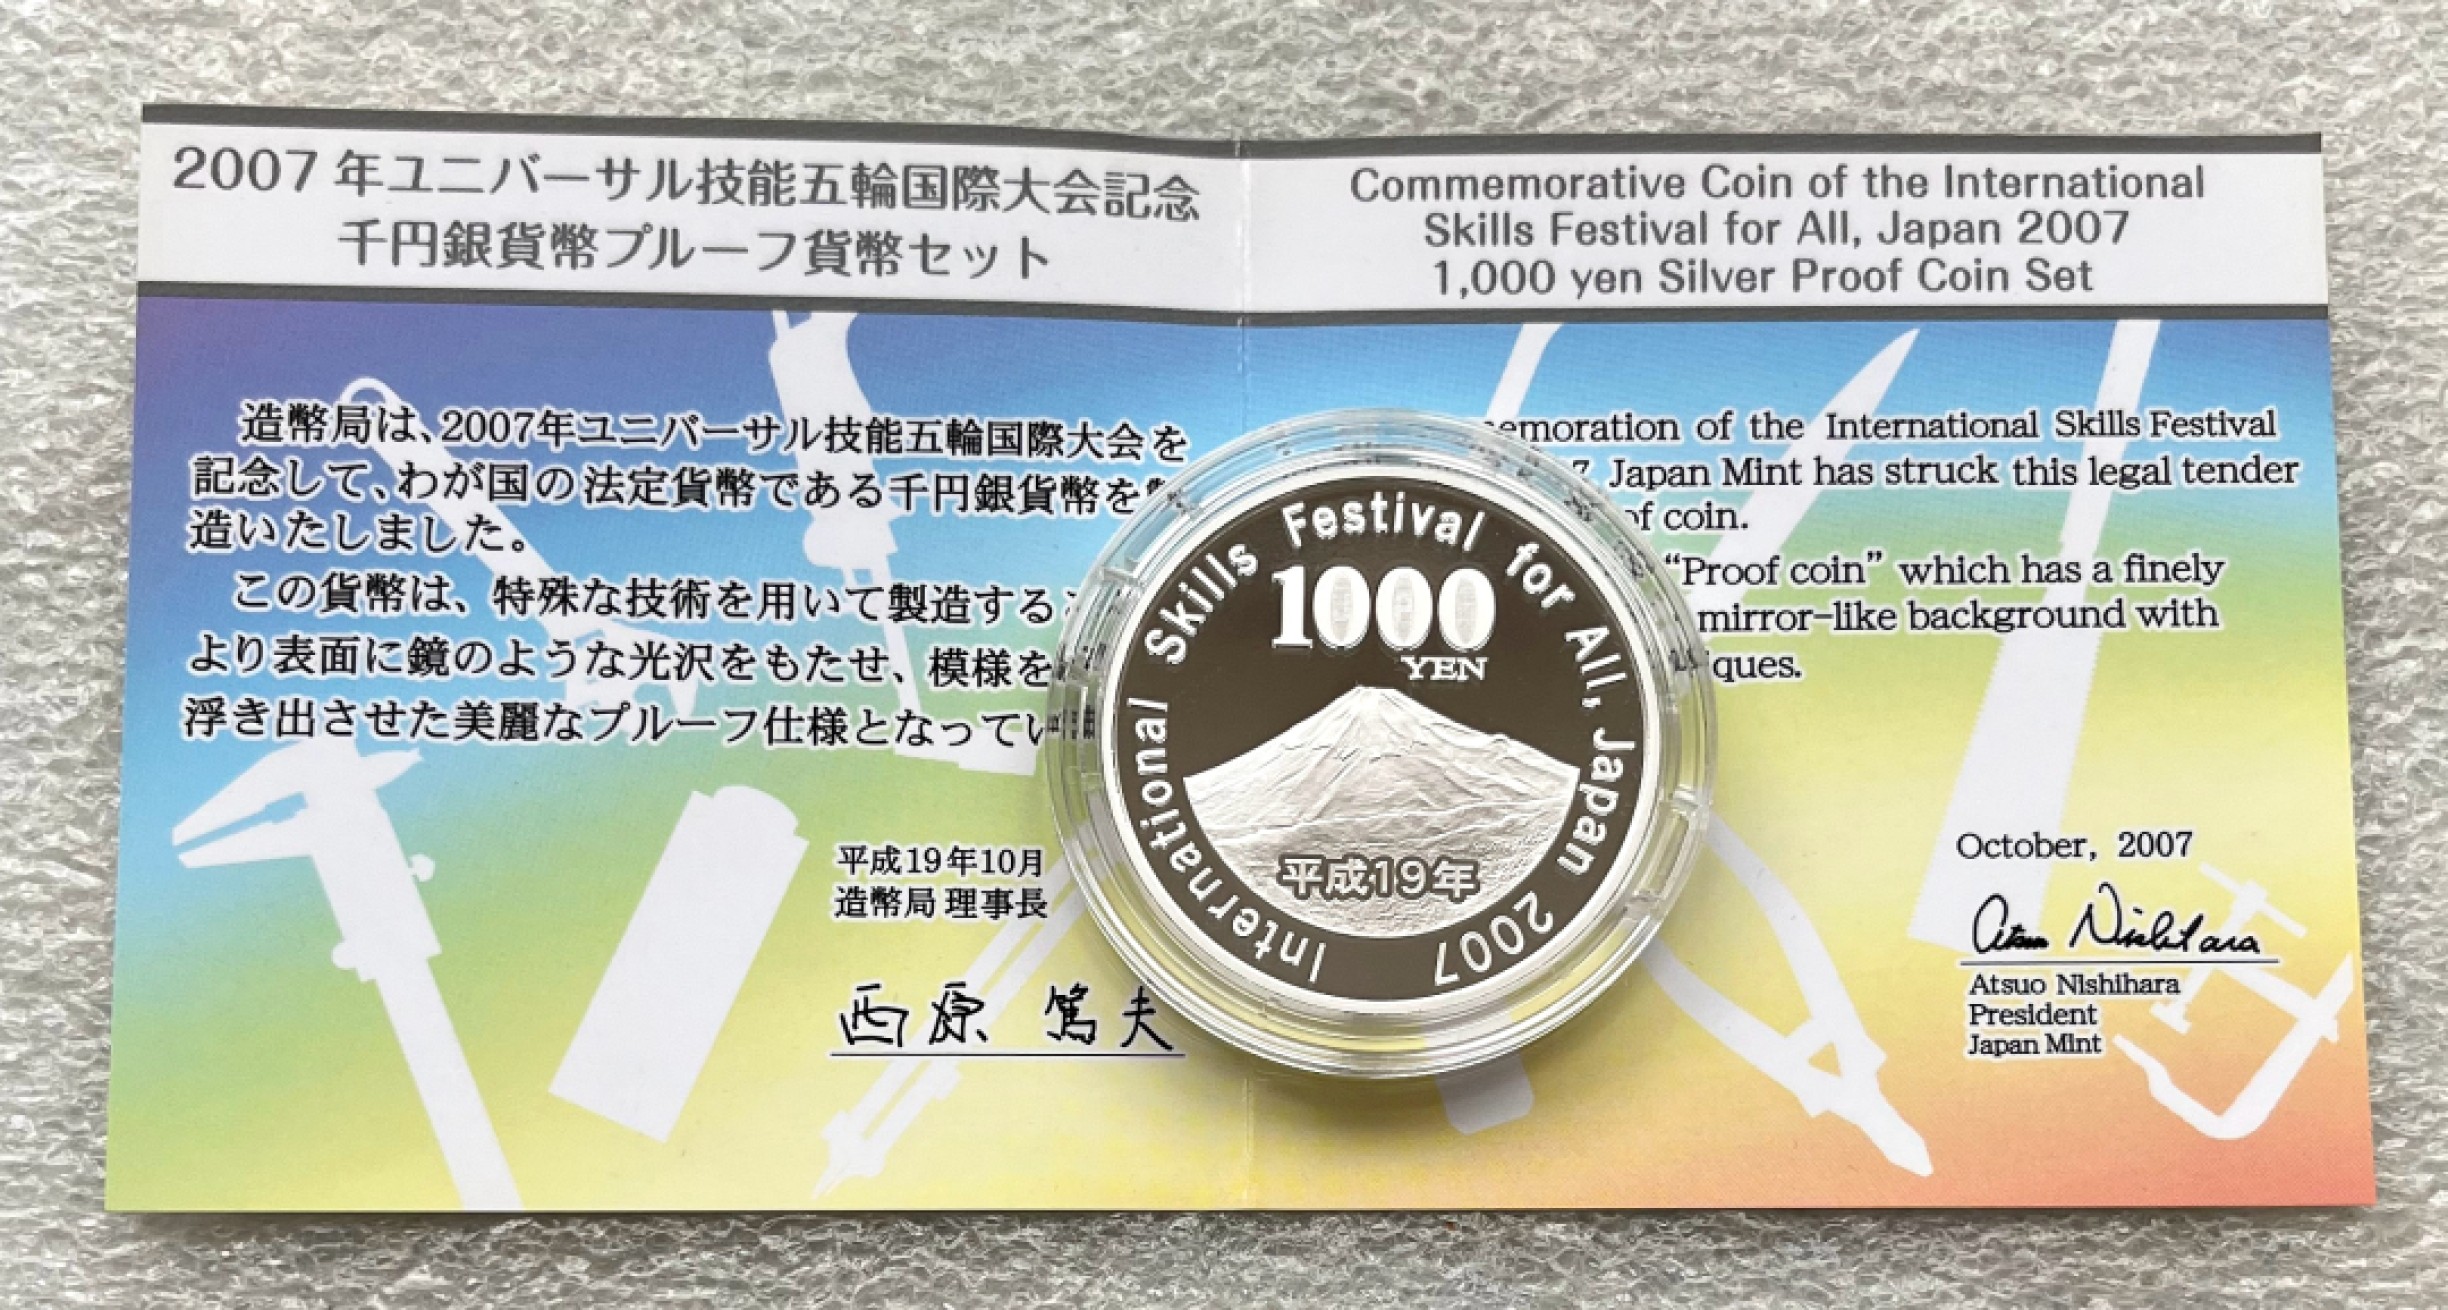 2007年ユニバーサル技能五輪国際大会記念
千円銀貨幣プルーフ貨幣セット
造幣局は、2007年ユニバーサル技能五輪国際大会を
記念して、わが国の法定貨幣である千円銀貨幣を
造いたしました。
この貨幣は、特殊な技術を用いて製造する
より表面に鏡のような光沢をもたせ、模様を
浮き出させた美麗なプルーフ仕様となってい
平成19年10月
造幣局 理事長
西原 篤夫
Commemorative Coin of the International
Skills Festival for All, Japan 2007
1,000 yen Silver Proof Coin Set
emoration of the International Skills Festival
7, Japan Mint has struck this legal tender
of coin.
“Proof coin” which has a finely
mirror-like background with
iques.
October, 2007
Atsuo Nishihara
Atsuo Nishihara
President
Japan Mint
International Skills Festival for All, Japan 2007
1000
YEN
平成19年